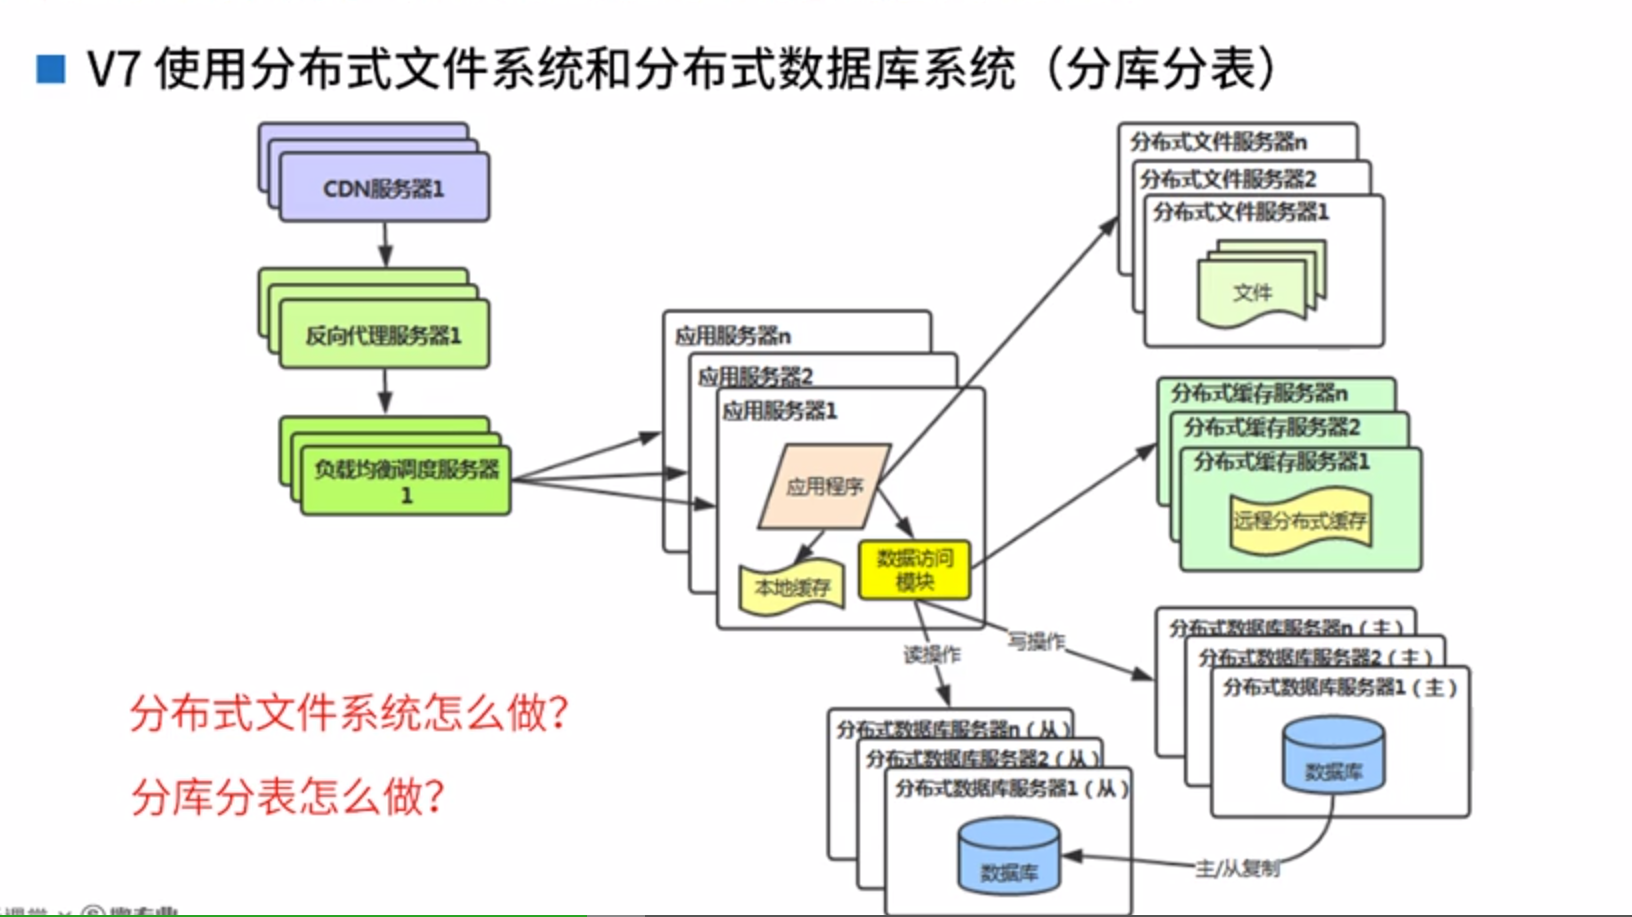 V7 使用分布式文件系统和分布式数据库系统（分库分表）
CDN服务器1
反向代理服务器1
负载均衡调度服务器
1
应用服务器n
应用服务器2
应用服务器1
应用程序
本地缓存
数据访问
模块
读操作
写操作
分布式文件服务器n
分布式文件服务器2
分布式文件服务器1
文件
分布式缓存服务器n
分布式缓存服务器2
分布式缓存服务器1
远程分布式缓存
分布式数据库服务器n（主）
分布式数据库服务器2（主）
分布式数据库服务器1（主）
数据库
分布式数据库服务器n（从）
分布式数据库服务器2（从）
分布式数据库服务器1（从）
数据库
主/从复制
分布式文件系统怎么做？
分库分表怎么做？